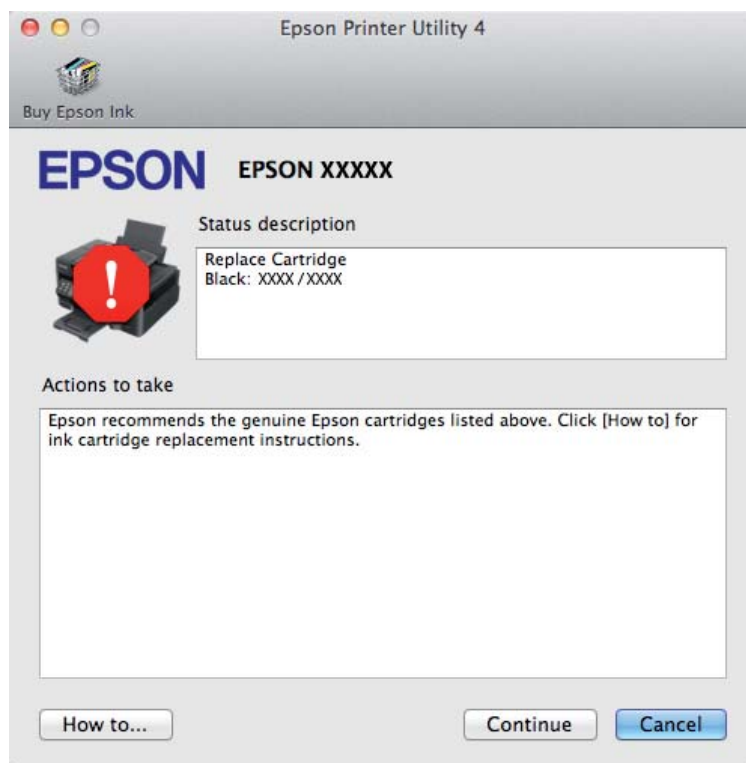 Epson Printer Utility 4
Buy Epson Ink
EPSON EPSON XXXXX
Status description
Replace Cartridge
Black: XXXX / XXXX
Actions to take
Epson recommends the genuine Epson cartridges listed above. Click [How to] for
ink cartridge replacement instructions.
How to... Continue Cancel